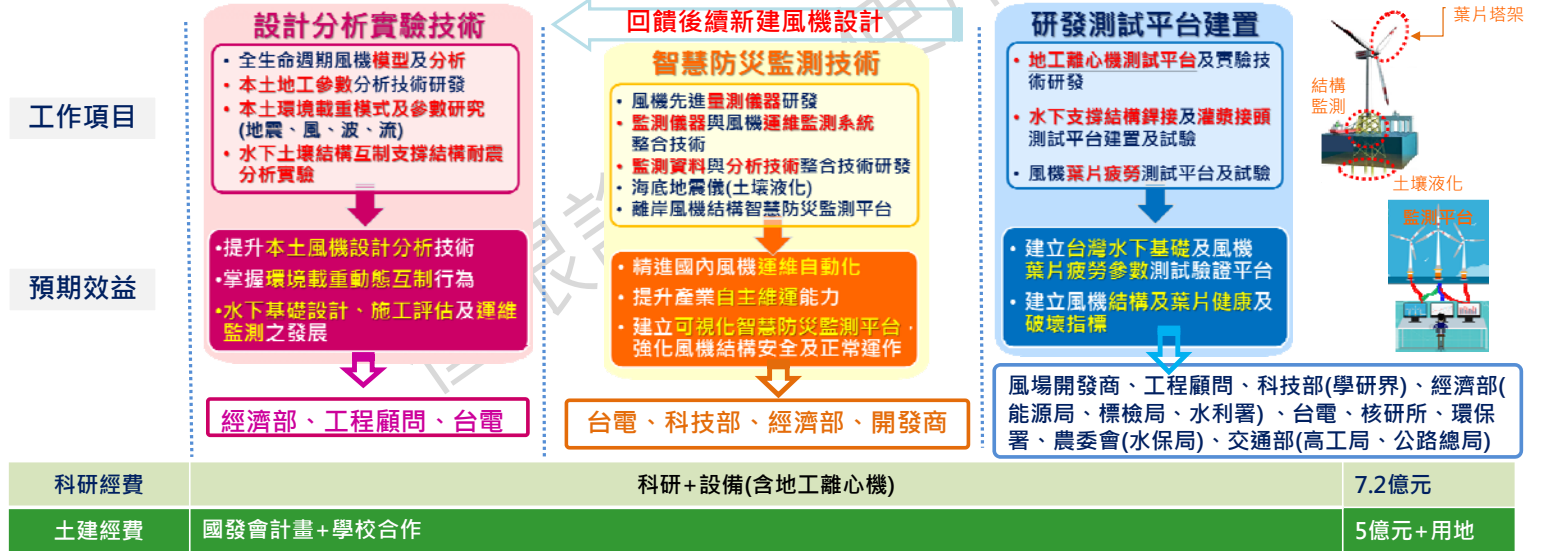 設計分析實驗技術
回饋後續新建風機設計
研發測試平台建置
葉片塔架
工作項目
• 全生命週期風機模型及分析
• 本土地工參數分析技術研發
• 本土環境載重模式及參數研究
(地震、風、波、流)
• 水下土壤結構互制支撐結構耐震
分析實驗
智慧防災監測技術
• 風機先進量測儀器研發
• 監測儀器與風機運維監測系統
整合技術
• 監測資料與分析技術整合技術研發
• 海底地震儀(土壤液化)
• 離岸風機結構智慧防災監測平台
• 地工離心機測試平台及實驗技
術研發
• 水下支撐結構銲接及灌漿接頭
測試平台建置及試驗
• 風機葉片疲勞測試平台及試驗
結構
監測
土壤液化
監測平台
預期效益
•提升本土風機設計分析技術
•掌握環境載重動態互制行為
•水下基礎設計、施工評估及運維
監測之發展
• 精進國內風機運維自動化
• 提升產業自主維運能力
• 建立可視化智慧防災監測平台，
強化風機結構安全及正常運作
• 建立台灣水下基礎及風機
葉片疲勞參數測試驗證平台
• 建立風機結構及葉片健康及
破壞指標
經濟部、工程顧問、台電
台電、科技部、經濟部、開發商
風場開發商、工程顧問、科技部(學研界)、經濟部(
能源局、標檢局、水利署) 、台電、核研所、環保
署、農委會(水保局)、交通部(高工局、公路總局)
科研經費
科研+設備(含地工離心機)
7.2億元
土建經費
國發會計畫+學校合作
5億元+用地